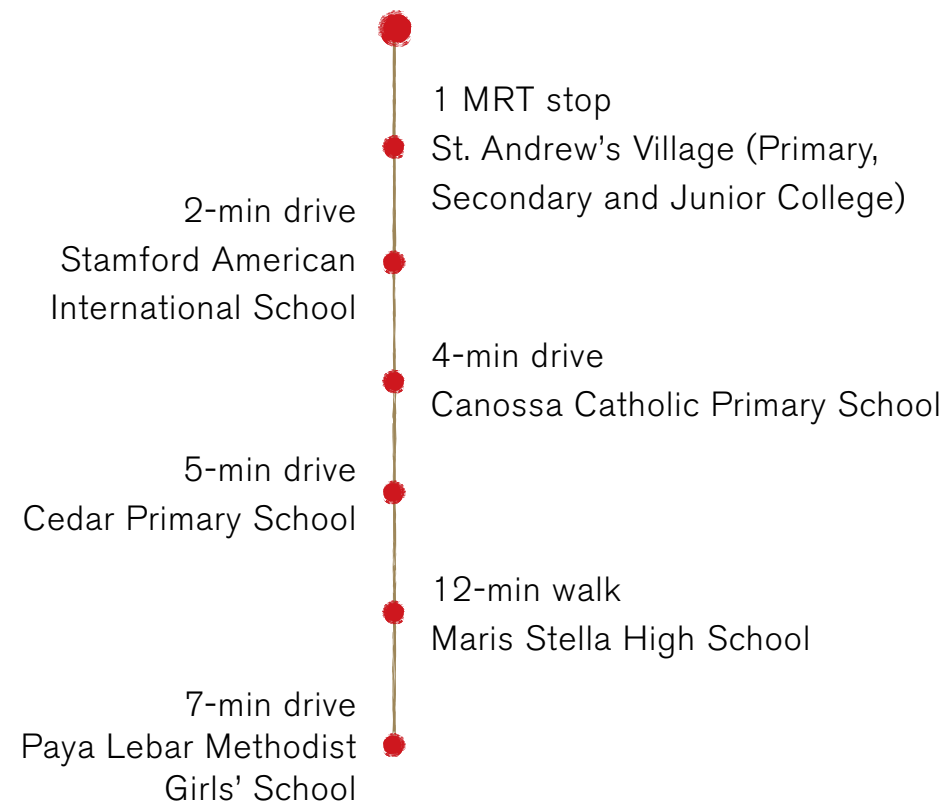 1 MRT stop
St. Andrew’s Village (Primary,
Secondary and Junior College)
2-min drive
Stamford American
International School
4-min drive
Canossa Catholic Primary School
5-min drive
Cedar Primary School
12-min walk
Maris Stella High School
7-min drive
Paya Lebar Methodist
Girls’ School